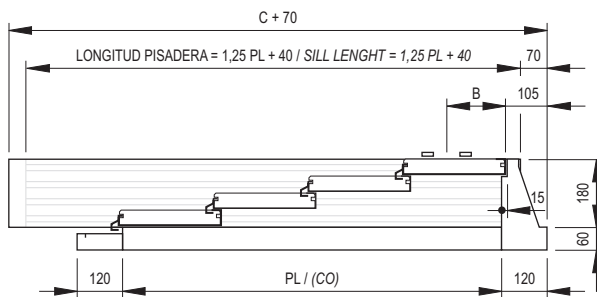 C + 70
LONGITUD PISADERA = 1,25 PL + 40 / SILL LENGHT = 1,25 PL + 40
70
B
105
15
180
60
120
PL / (CO)
120